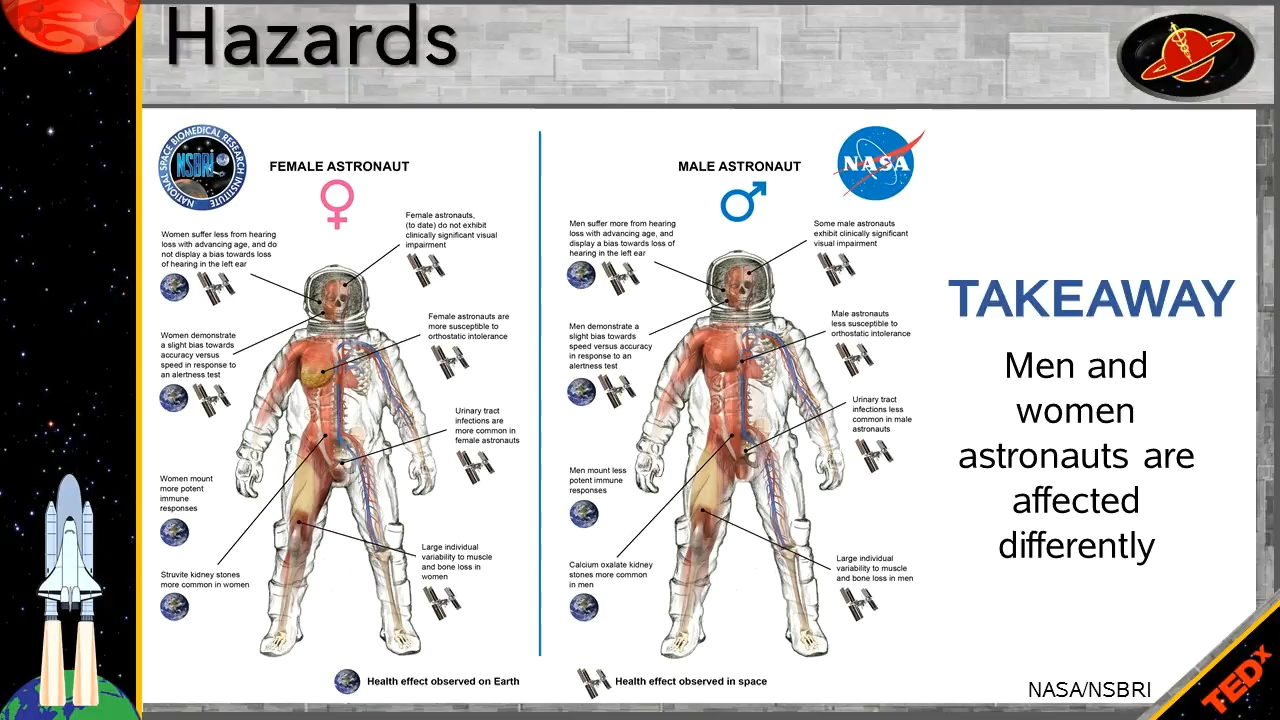 Hazards
NATIONAL SPACE BIOMEDICAL RESEARCH INSTITUTE
NSBRI
FEMALE ASTRONAUT
Women suffer less from hearing
loss with advancing age, and do
not display a bias towards loss
of hearing in the left ear
Female astronauts,
(to date) do not exhibit
clinically significant visual
impairment
Women demonstrate
a slight bias towards
accuracy versus
speed in response to
an alertness test
Female astronauts are
more susceptible to
orthostatic intolerance
Urinary tract
infections are
more common in
female astronauts
Women mount
more potent
immune
responses
Struvite kidney stones
more common in women
Large individual
variability to muscle
and bone loss in
women
MALE ASTRONAUT
NASA
Men suffer more from hearing
loss with advancing age, and
display a bias towards loss of
hearing in the left ear
Some male astronauts
exhibit clinically significant
visual impairment
Men demonstrate a
slight bias towards
speed versus accuracy
in response to an
alertness test
Male astronauts
less susceptible to
orthostatic intolerance
Urinary tract
infections less
common in male
astronauts
Men mount less
potent immune
responses
Calcium oxalate kidney
stones more common
in men
Large individual
variability to muscle
and bone loss in men
Health effect observed on Earth
Health effect observed in space
TAKEAWAY
Men and
women
astronauts are
affected
differently
NASA/NSBRI
TEDx